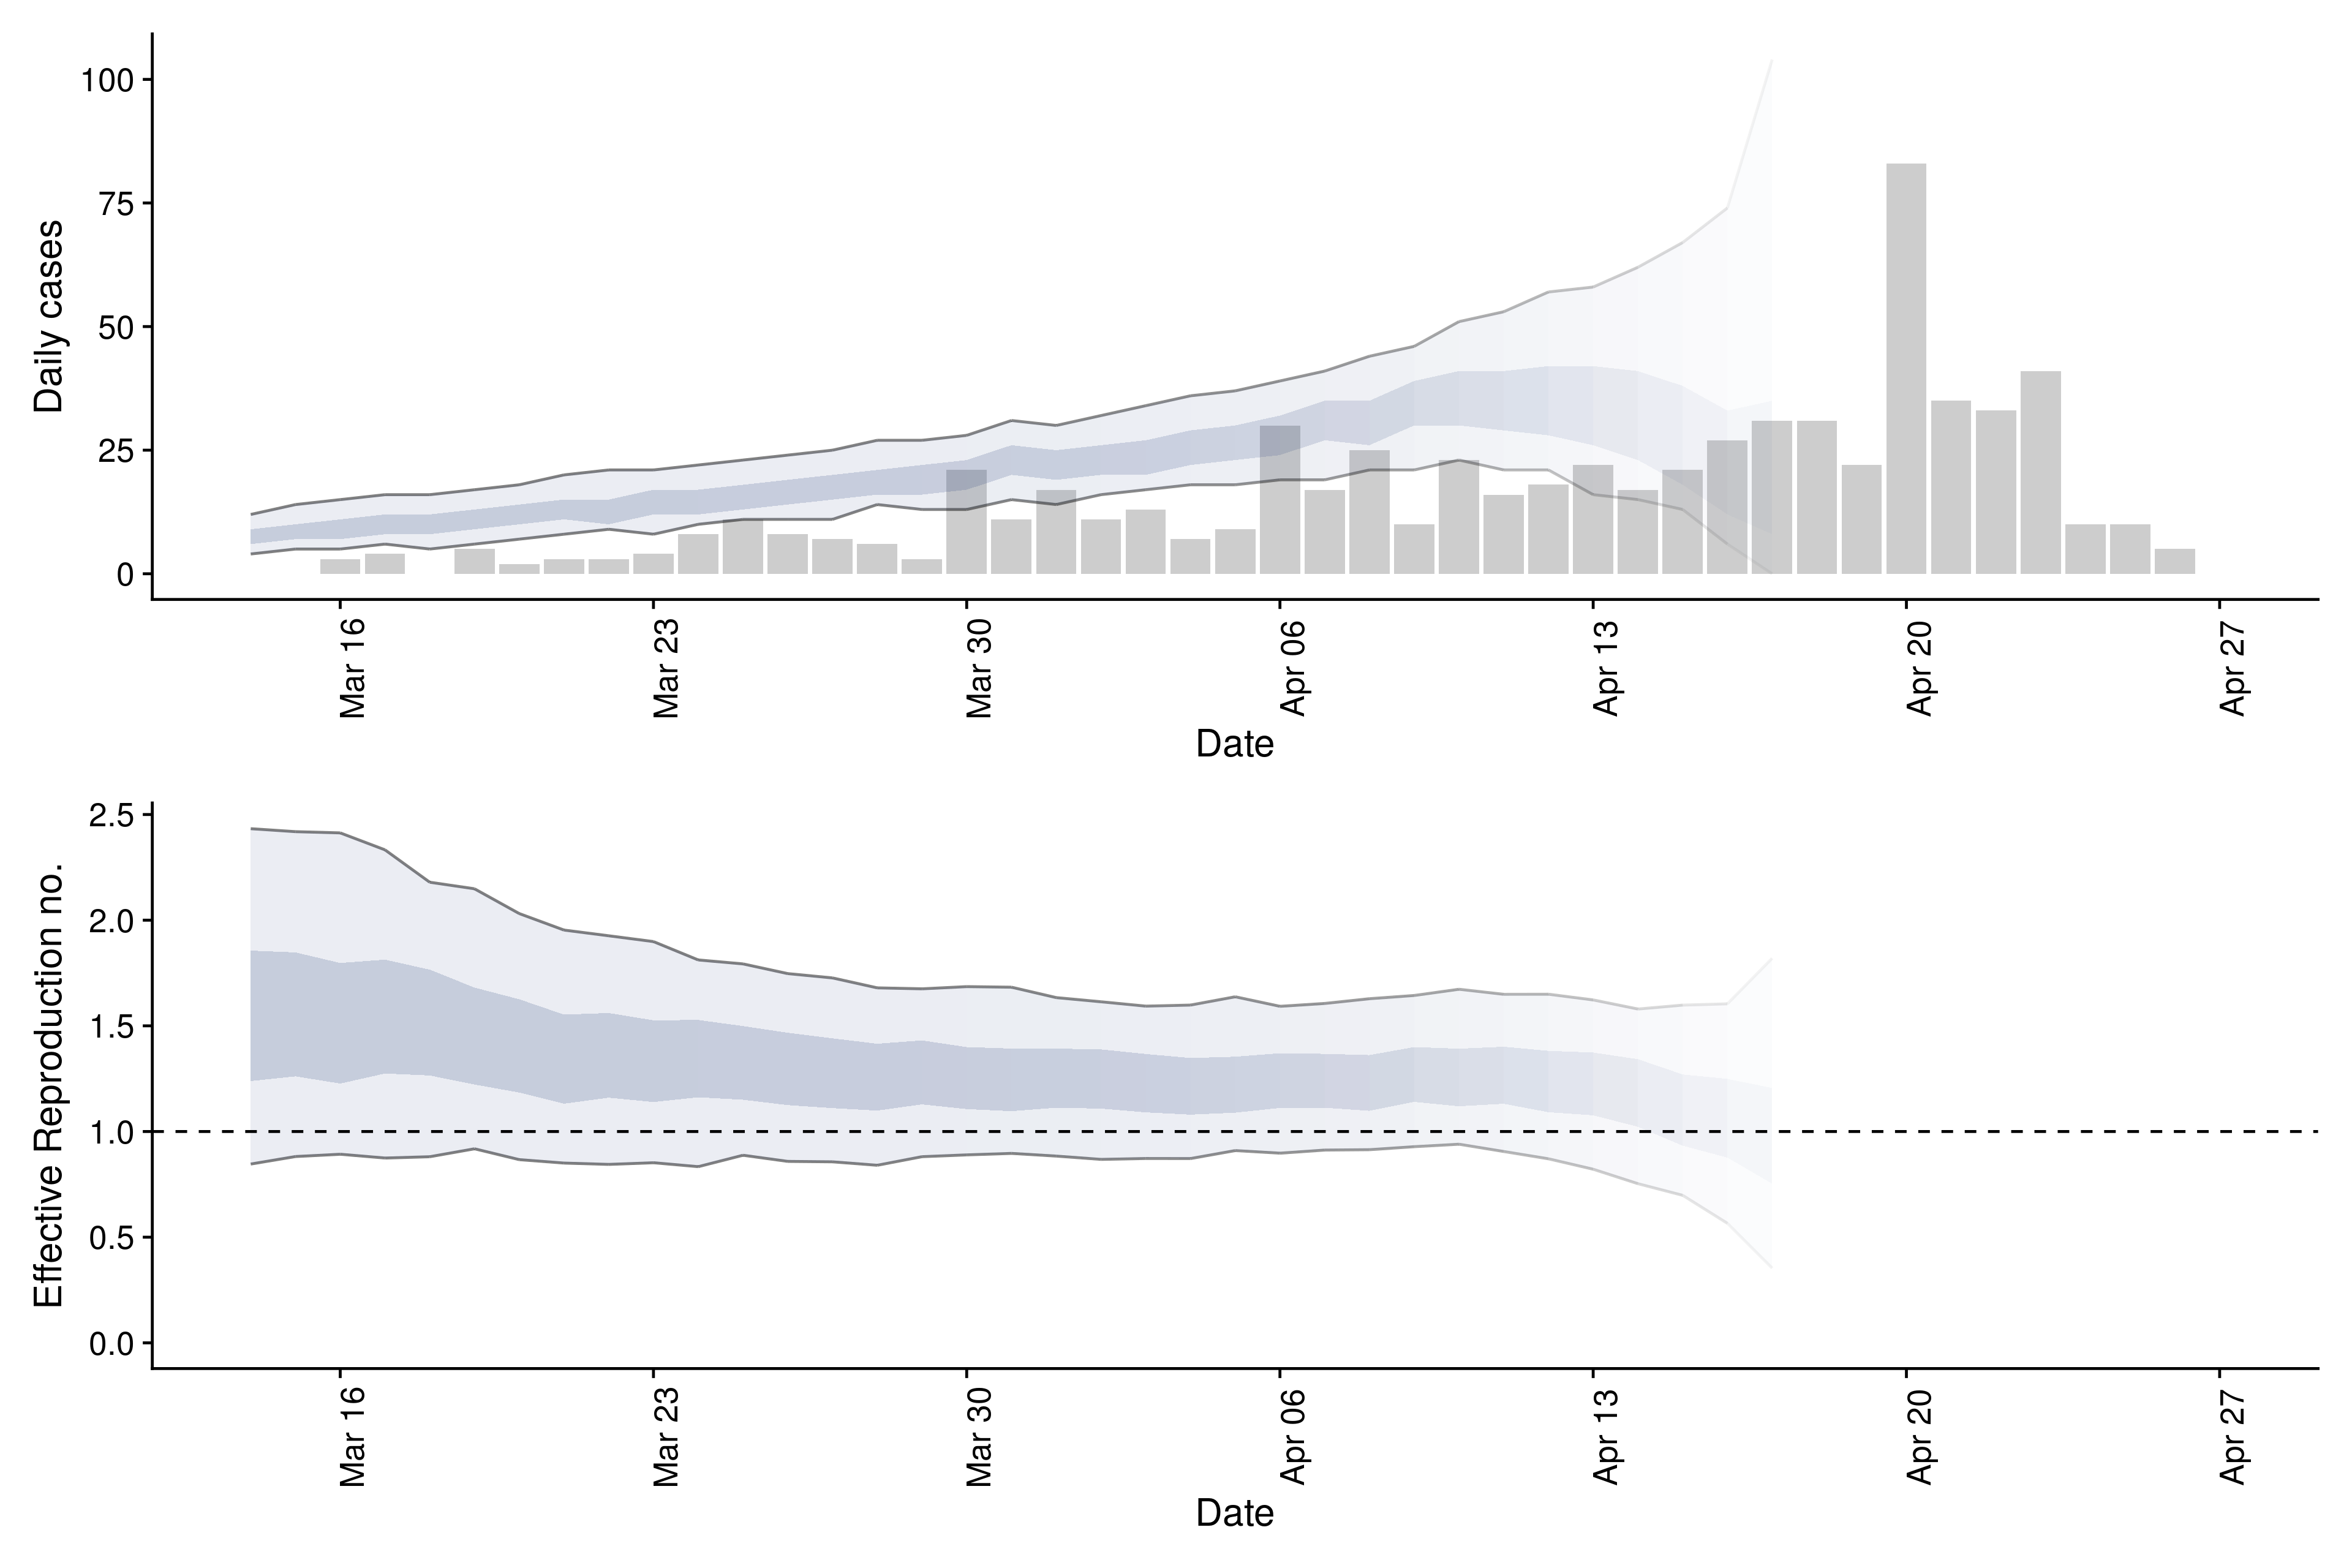 Daily cases
100
75
50
25
0
Mar 16
Mar 23
Mar 30
Apr 06
Apr 13
Apr 20
Apr 27
Date
Effective Reproduction no.
2.5
2.0
1.5
1.0
0.5
0.0
Mar 16
Mar 23
Mar 30
Apr 06
Apr 13
Apr 20
Apr 27
Date